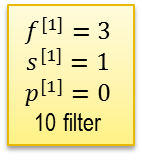 f^[1] = 3
s^[1] = 1
p^[1] = 0
10 filter